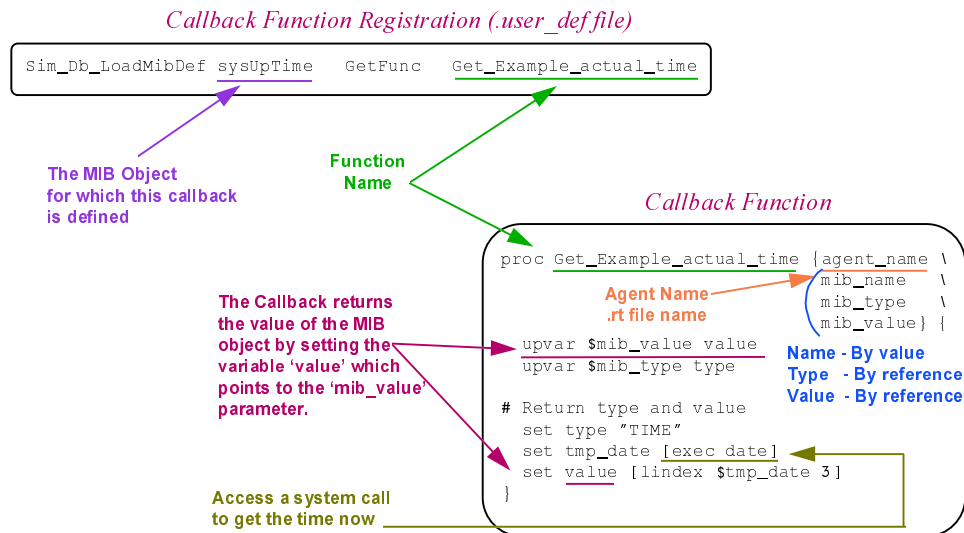 Callback Function Registration (.user_def file)
Sim_Db_LoadMibDef sysUpTime GetFunc Get_Example_actual_time
The MIB Object
for which this callback
is defined
Function
Name
Callback Function
proc Get_Example_actual_time {agent_name \
mib_name \
mib_type \
mib_value} {
Agent Name
.rt file name
Name - By value
Type - By reference
Value - By reference
The Callback returns
the value of the MIB
object by setting the
variable ‘value’ which
points to the ‘mib_value’
parameter.
upvar $mib_value value
upvar $mib_type type
# Return type and value
set type "TIME"
set tmp_date [exec date]
set value [lindex $tmp_date 3]
}
Access a system call
to get the time now